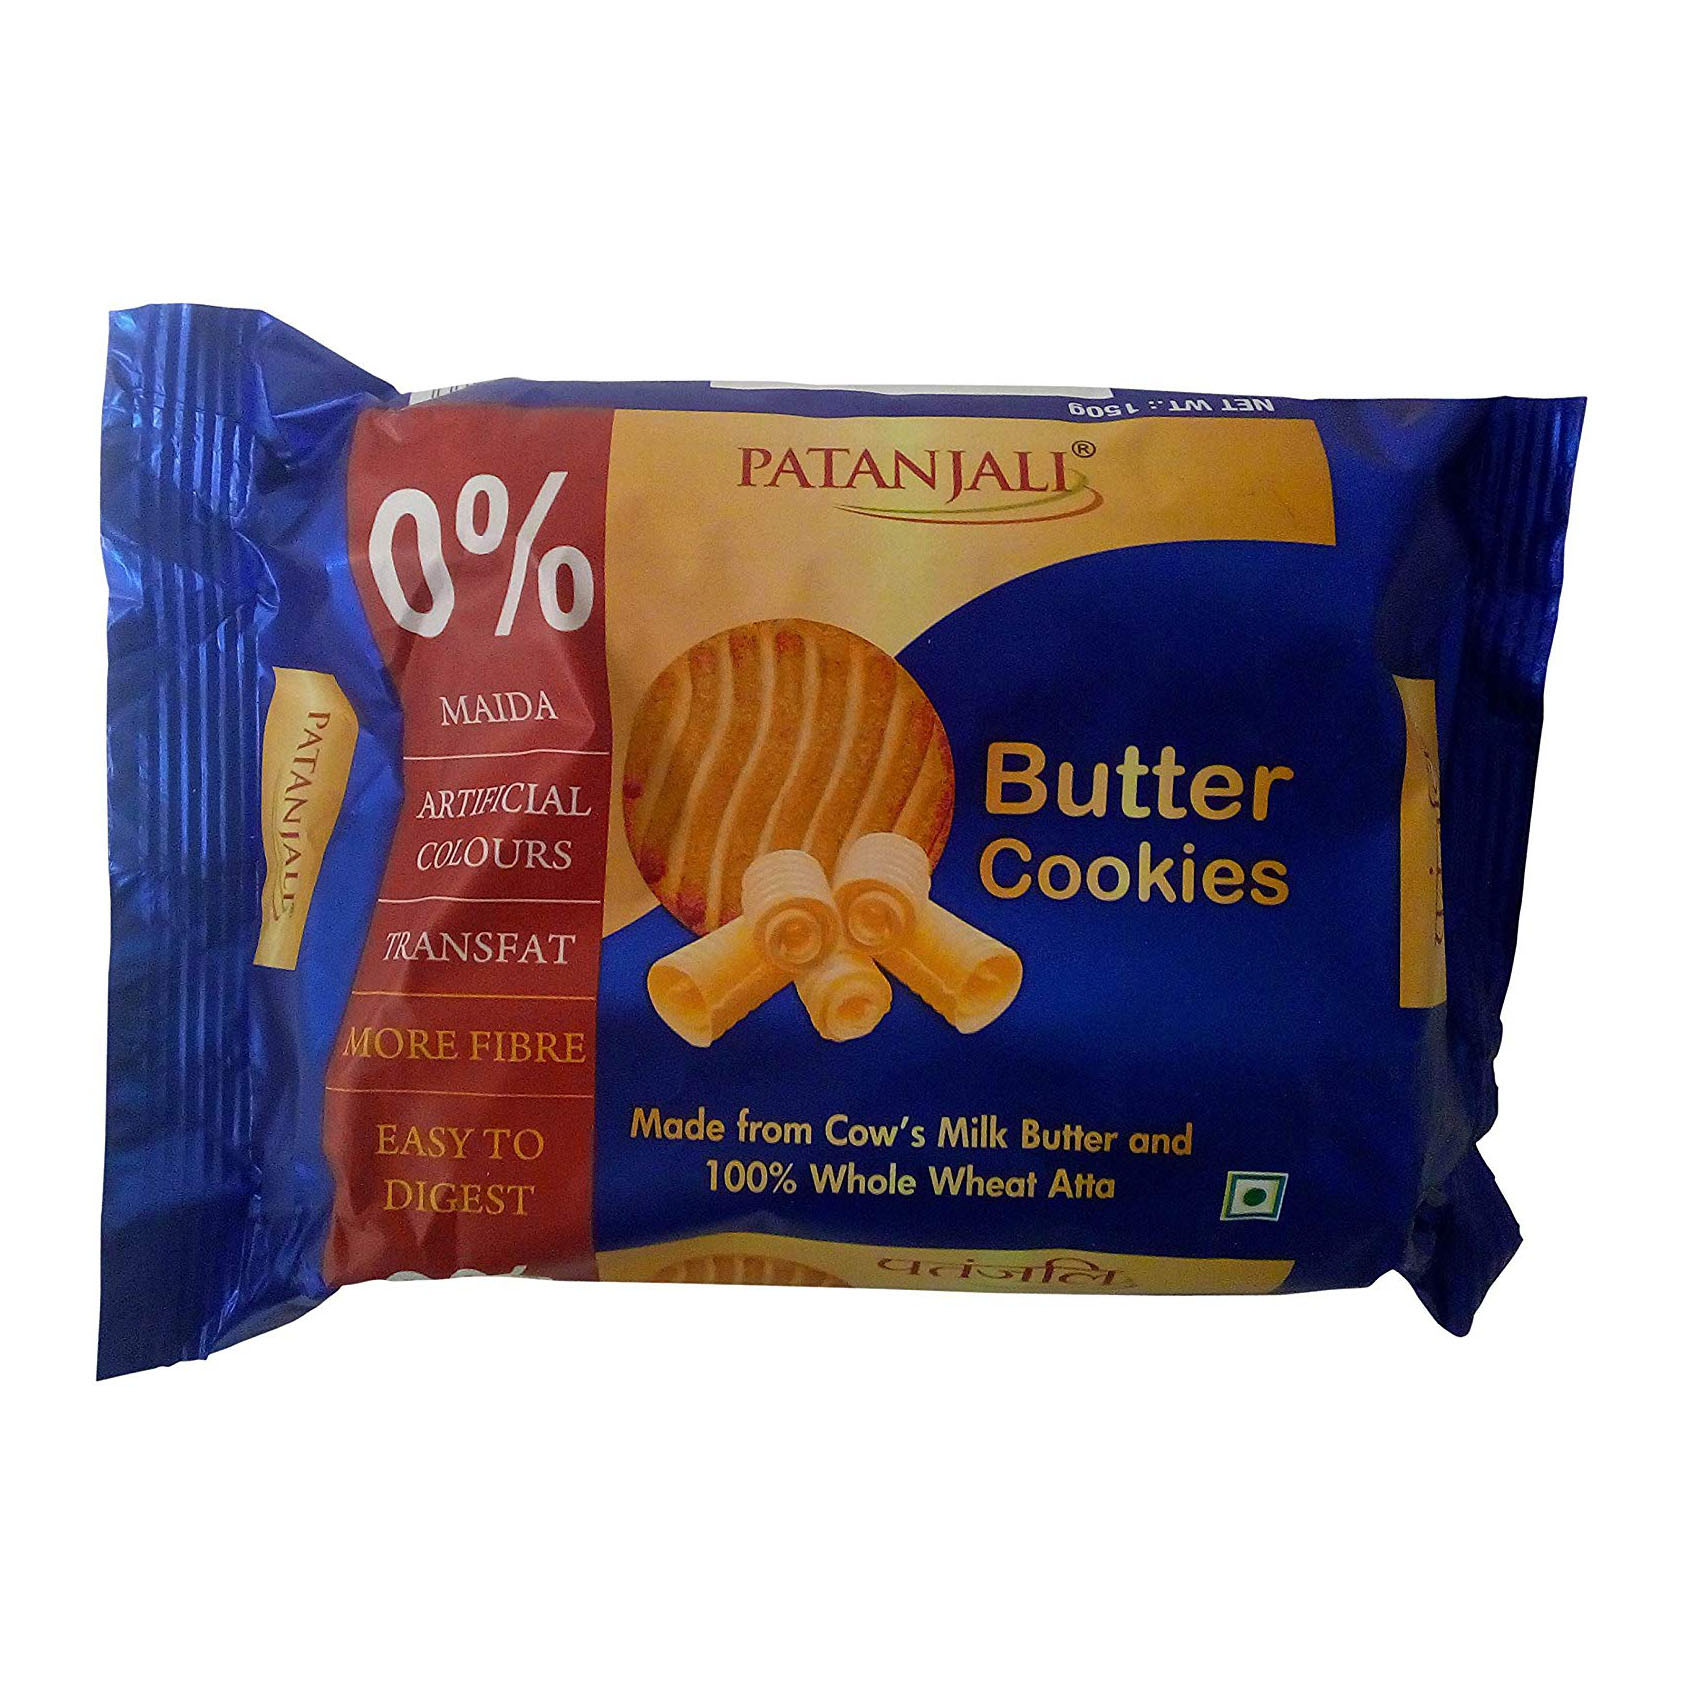 NET WT.: 150g
PATANJALI®
0%
MAIDA
ARTIFICIAL
COLOURS
TRANSFAT
MORE FIBRE
EASY TO
DIGEST
PATANJALI
Butter
Cookies
Made from Cow's Milk Butter and
100% Whole Wheat Atta
पतंजलि